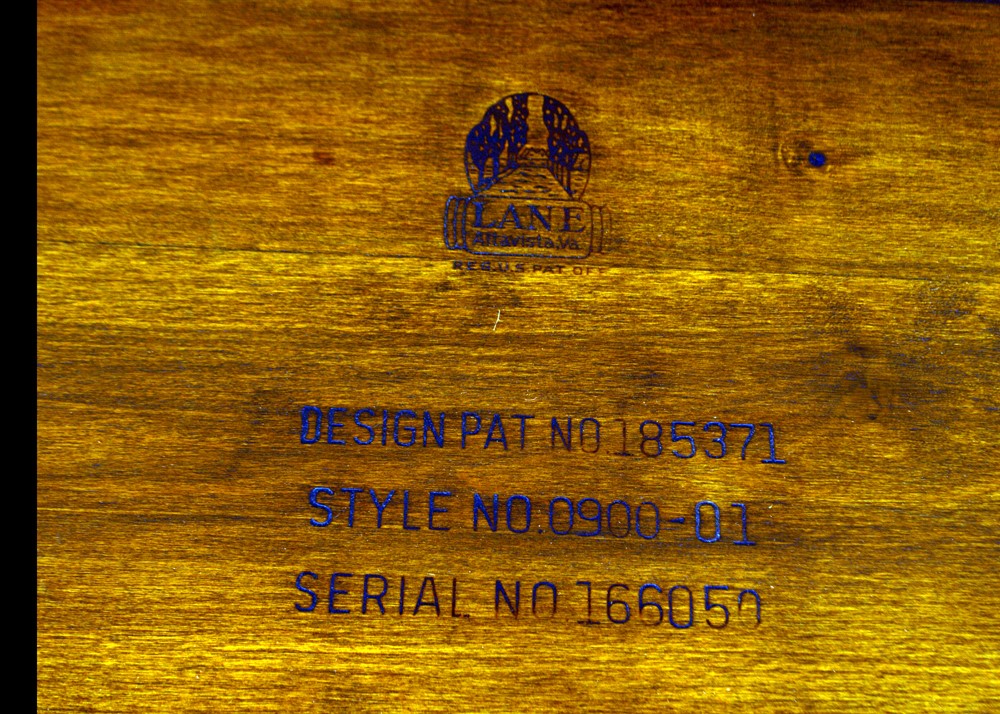 LANE
Altavista, Va.
REG. U.S. PAT. OFF.
DESIGN PAT NO. 185371
STYLE NO. 0900-01
SERIAL NO. 166050